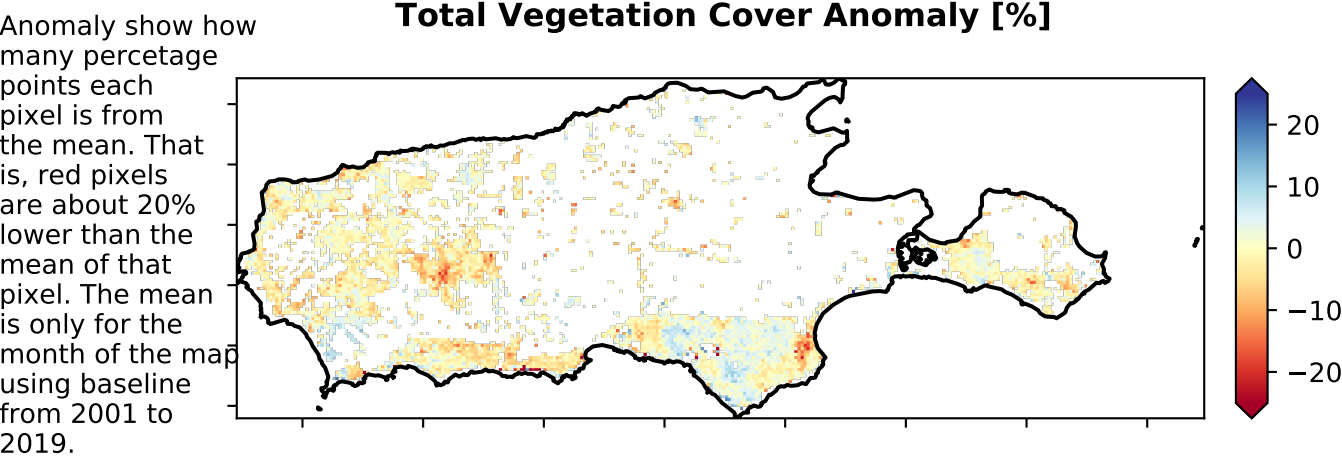 Total Vegetation Cover Anomaly [%]
Anomaly show how
many percetage
points each
pixel is from
the mean. That
is, red pixels
are about 20%
lower than the
mean of that
pixel. The mean
is only for the
month of the map
using baseline
from 2001 to
2019.
20
10
0
−10
−20